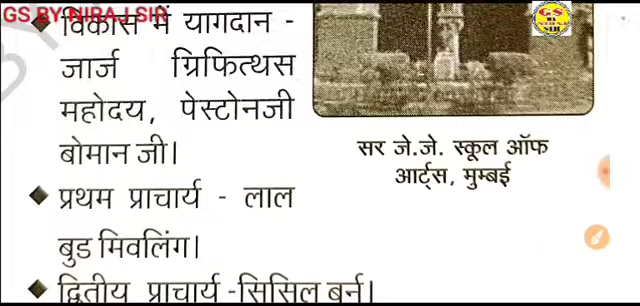 GS BY NIRAJ SIR
विकास में यागदान -
जार्ज ग्रिफित्थस
महोदय, पेस्टोनजी
बोमान जी।
सर जे.जे. स्कूल ऑफ
आर्ट्स, मुम्बई
प्रथम प्राचार्य - लाल
बुड मिवलिंग।
द्वितीय प्राचार्य -सिसिल बर्न।